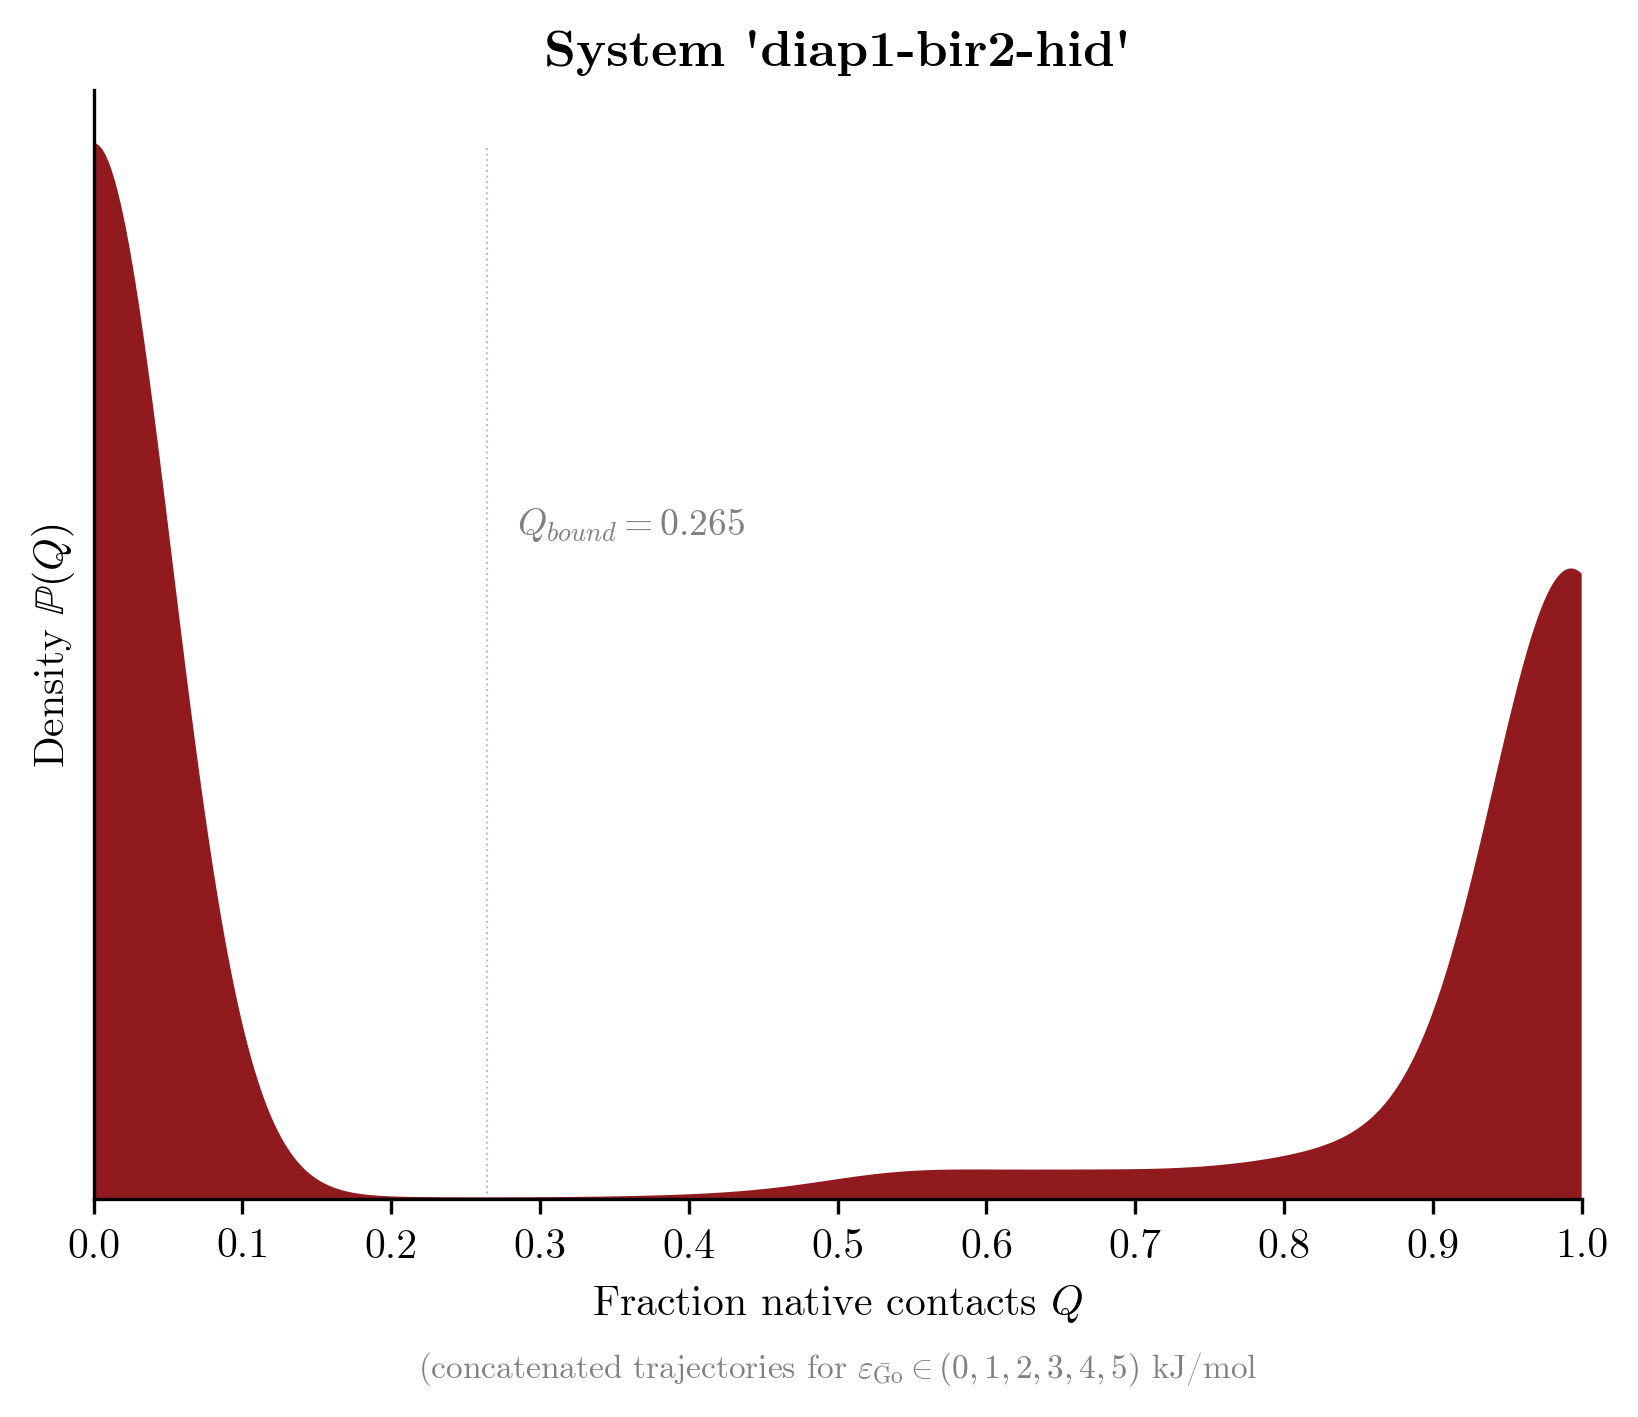 System 'diap1-bir2-hid'
Density ℙ(Q)
Q_bound = 0.265
0.0 0.1 0.2 0.3 0.4 0.5 0.6 0.7 0.8 0.9 1.0
Fraction native contacts Q
(concatenated trajectories for ε_Ḡo ∈ (0, 1, 2, 3, 4, 5) kJ/mol